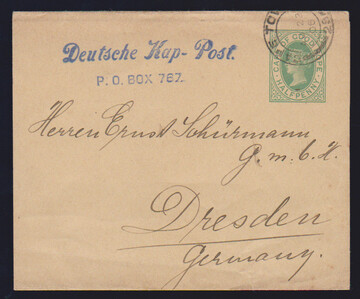 Deutsche Kap-Post.
P. O. BOX 767.
CAPE OF GOOD HOPE
HALFPENNY
Herren Ernst Schürmann
G. m. b. H.
Dresden
Germany.